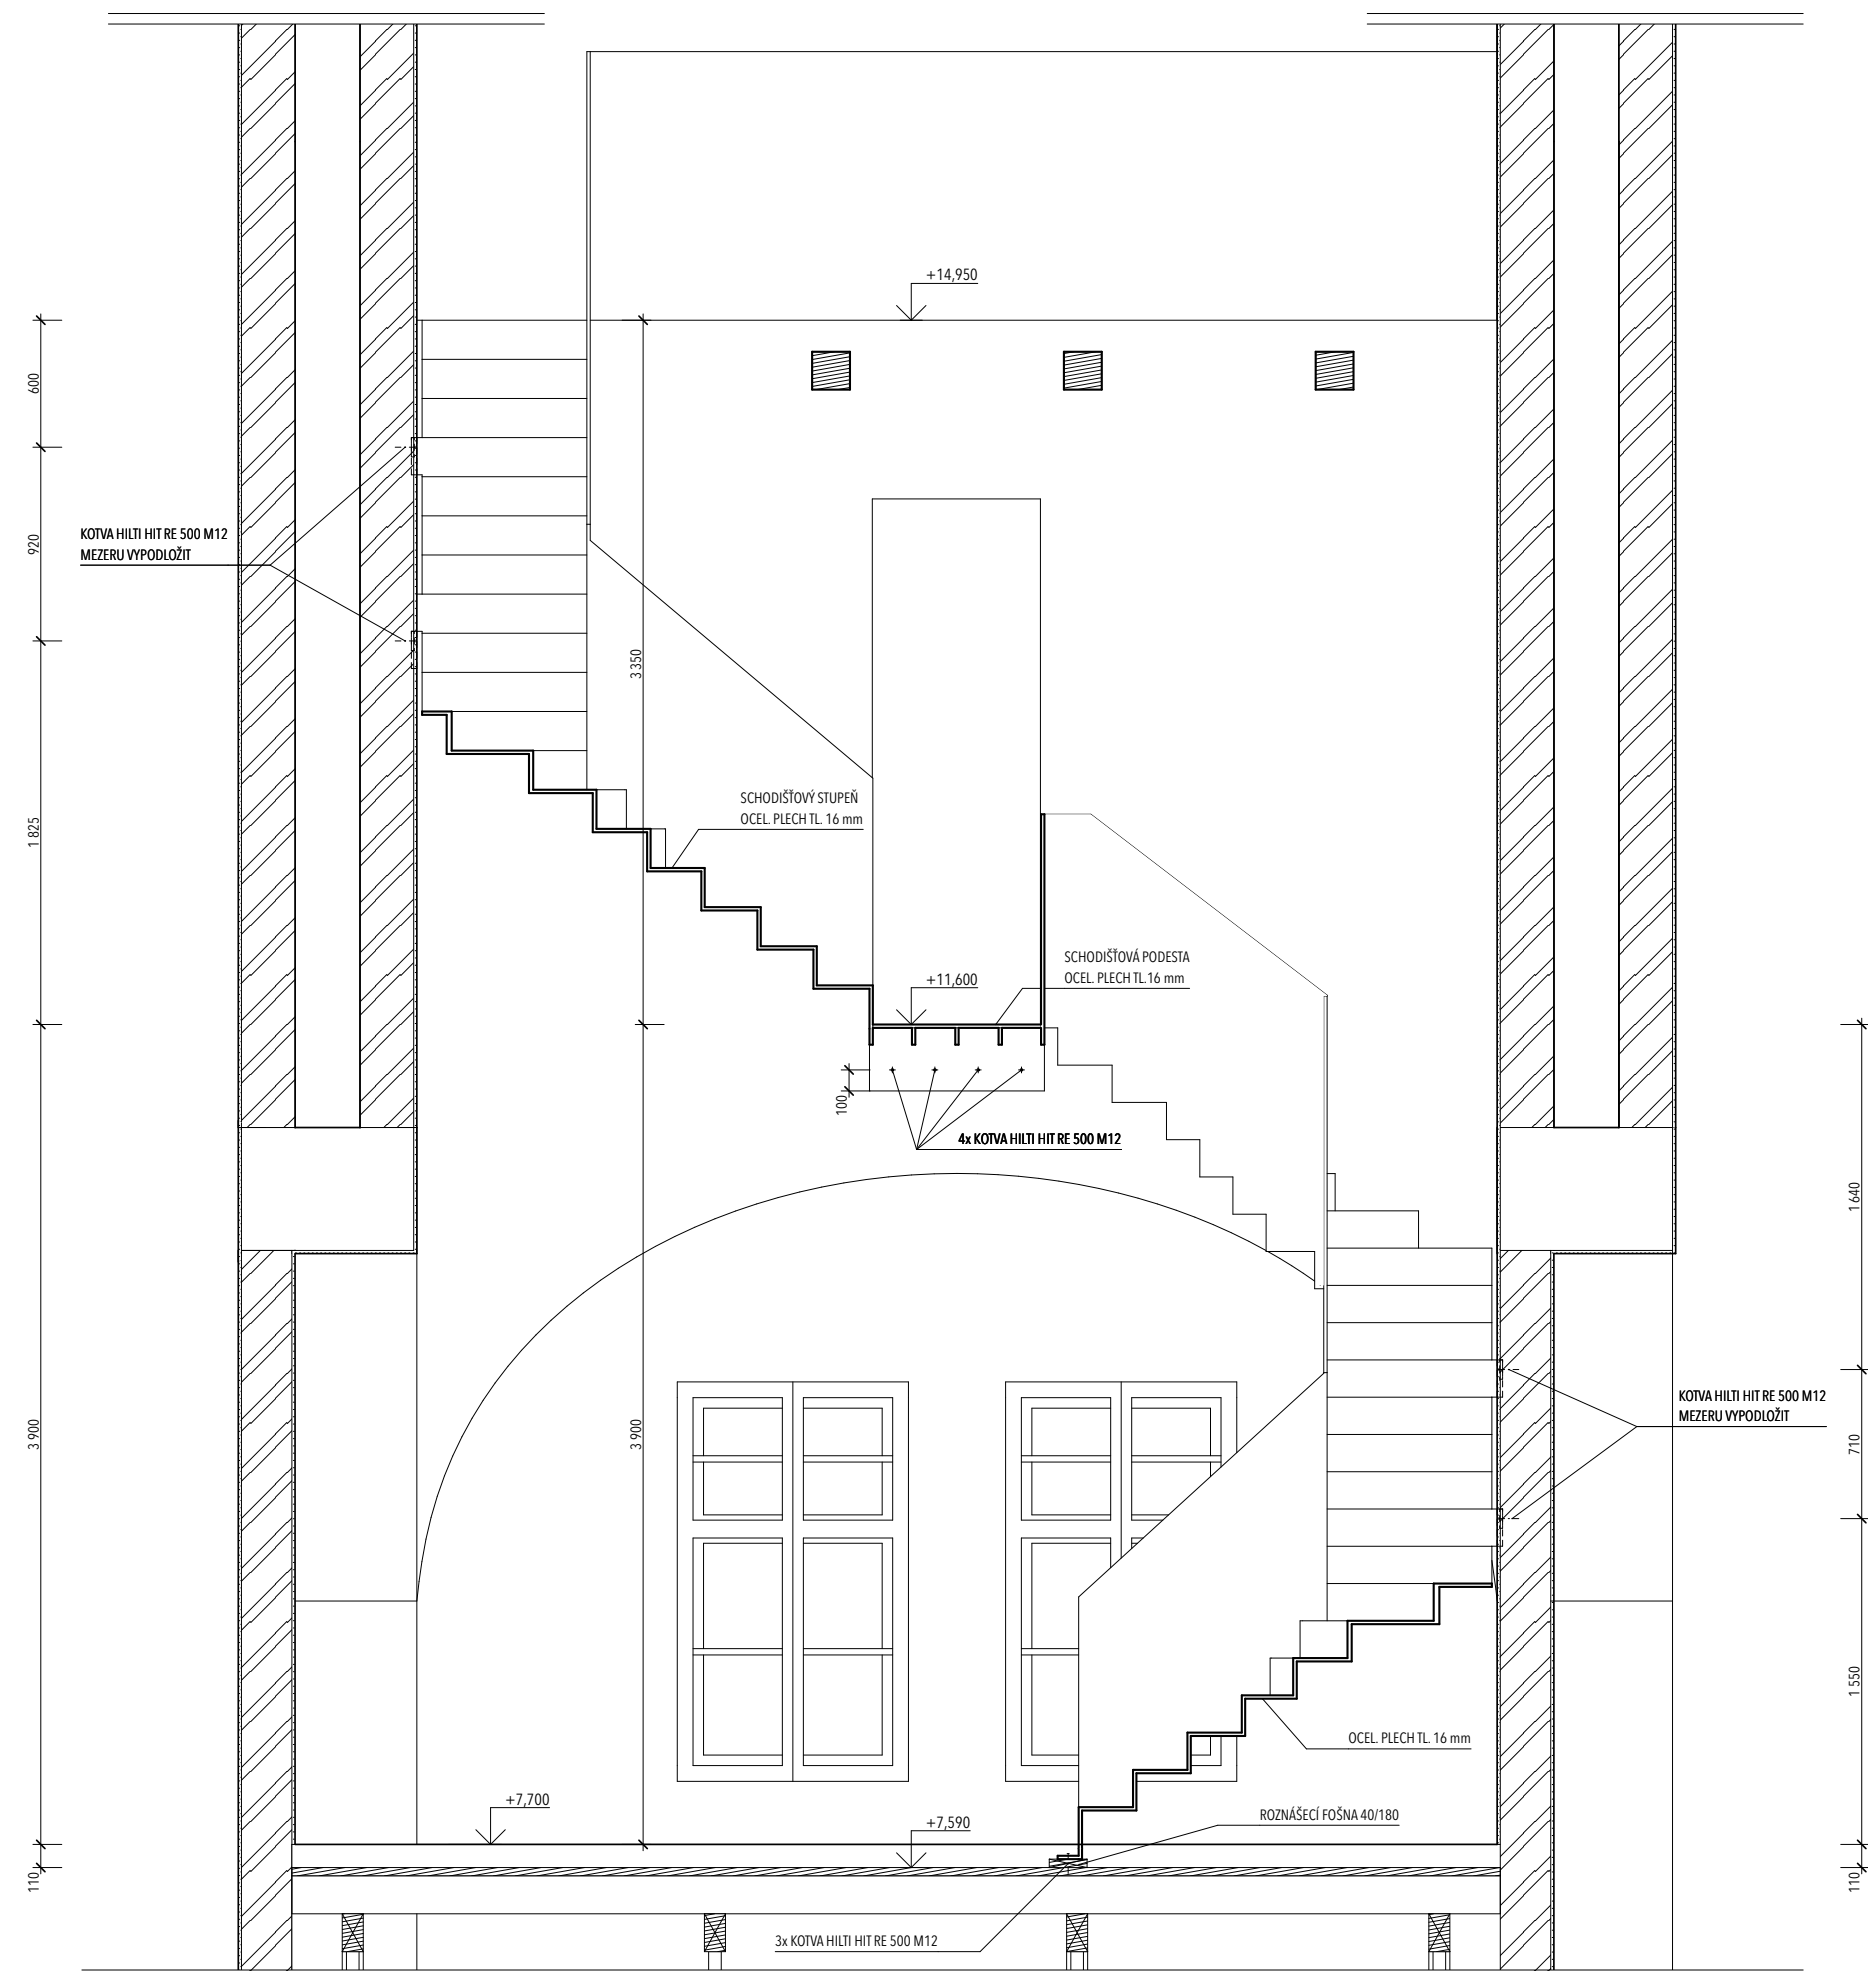 +14,950
600
KOTVA HILTI HIT RE 500 M12
MEZERU VYPODLOŽIT
920
3 350
SCHODIŠŤOVÝ STUPEŇ
OCEL. PLECH TL. 16 mm
1 825
SCHODIŠŤOVÁ PODESTA
OCEL. PLECH TL.16 mm
+11,600
100
4x KOTVA HILTI HIT RE 500 M12
1 640
KOTVA HILTI HIT RE 500 M12
MEZERU VYPODLOŽIT
3 900
3 900
710
1 550
OCEL. PLECH TL. 16 mm
+7,700
+7,590
ROZNÁŠECÍ FOŠNA 40/180
110
110
3x KOTVA HILTI HIT RE 500 M12